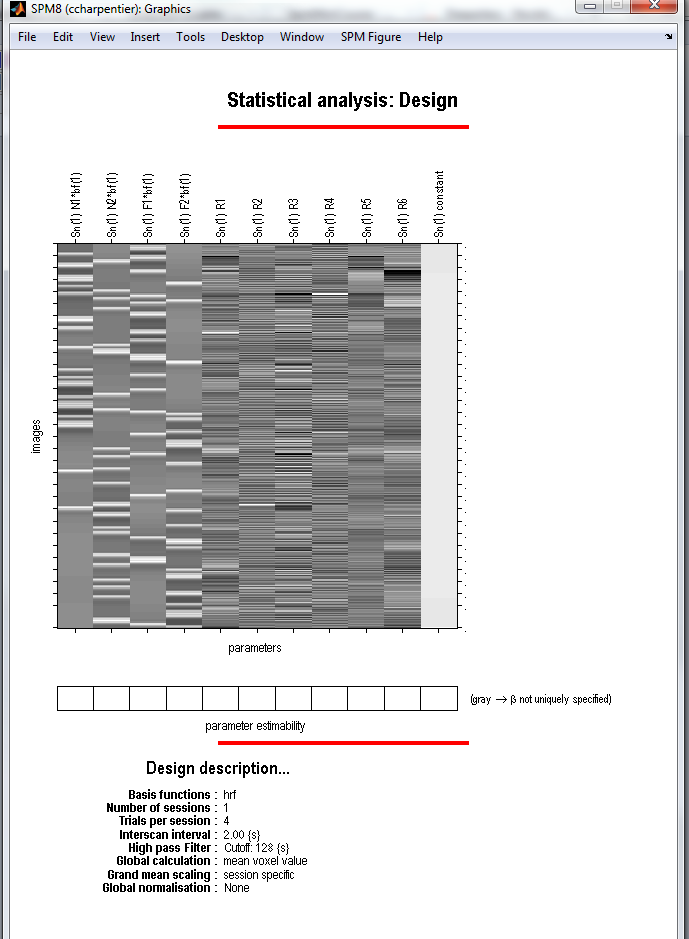 SPM8 (ccharpentier): Graphics
File Edit View Insert Tools Desktop Window SPM Figure Help
Statistical analysis: Design
Sn(1) N1*bf(1)
Sn(1) N2*bf(1)
Sn(1) F1*bf(1)
Sn(1) F2*bf(1)
Sn(1) R1
Sn(1) R2
Sn(1) R3
Sn(1) R4
Sn(1) R5
Sn(1) R6
Sn(1) constant
images
parameters
(gray → β not uniquely specified)
parameter estimability
Design description...
Basis functions : hrf
Number of sessions : 1
Trials per session : 4
Interscan interval : 2.00 {s}
High pass Filter : Cutoff: 128 {s}
Global calculation : mean voxel value
Grand mean scaling : session specific
Global normalisation : None